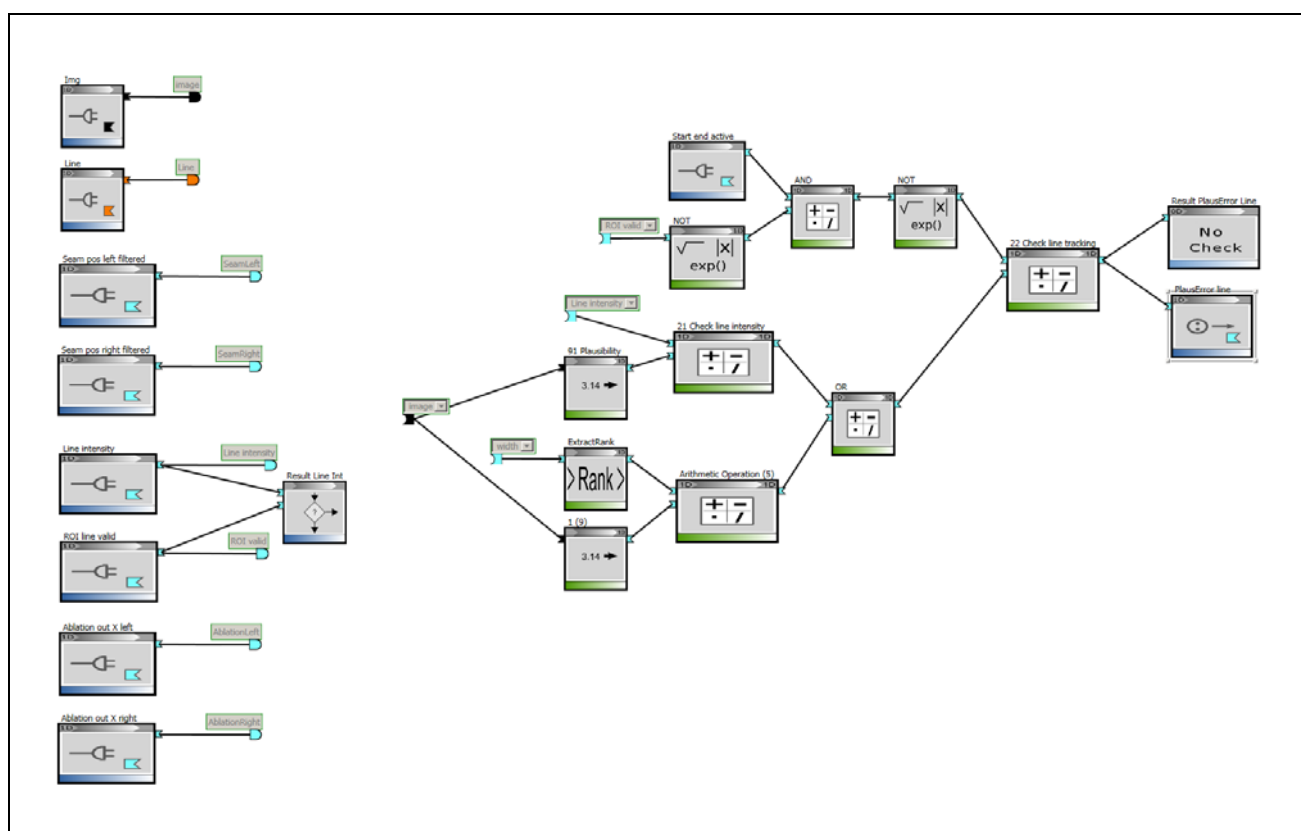 Img
image
Line
Line
Seam pos left filtered
SeamLeft
Seam pos right filtered
SeamRight
Line intensity
Line intensity
Result Line Int
?
ROI line valid
ROI valid
Ablation out X left
AblationLeft
Ablation out X right
AblationRight
Start end active
AND
NOT
ROI valid
NOT
√ |X|
exp()
√ |X|
exp()
22 Check line tracking
Result PlausError Line
No
Check
PlausError line
Line intensity
21 Check line intensity
91 Plausibility
3.14
image
OR
width
ExtractRank
>Rank>
Arithmetic Operation (5)
1 (9)
3.14